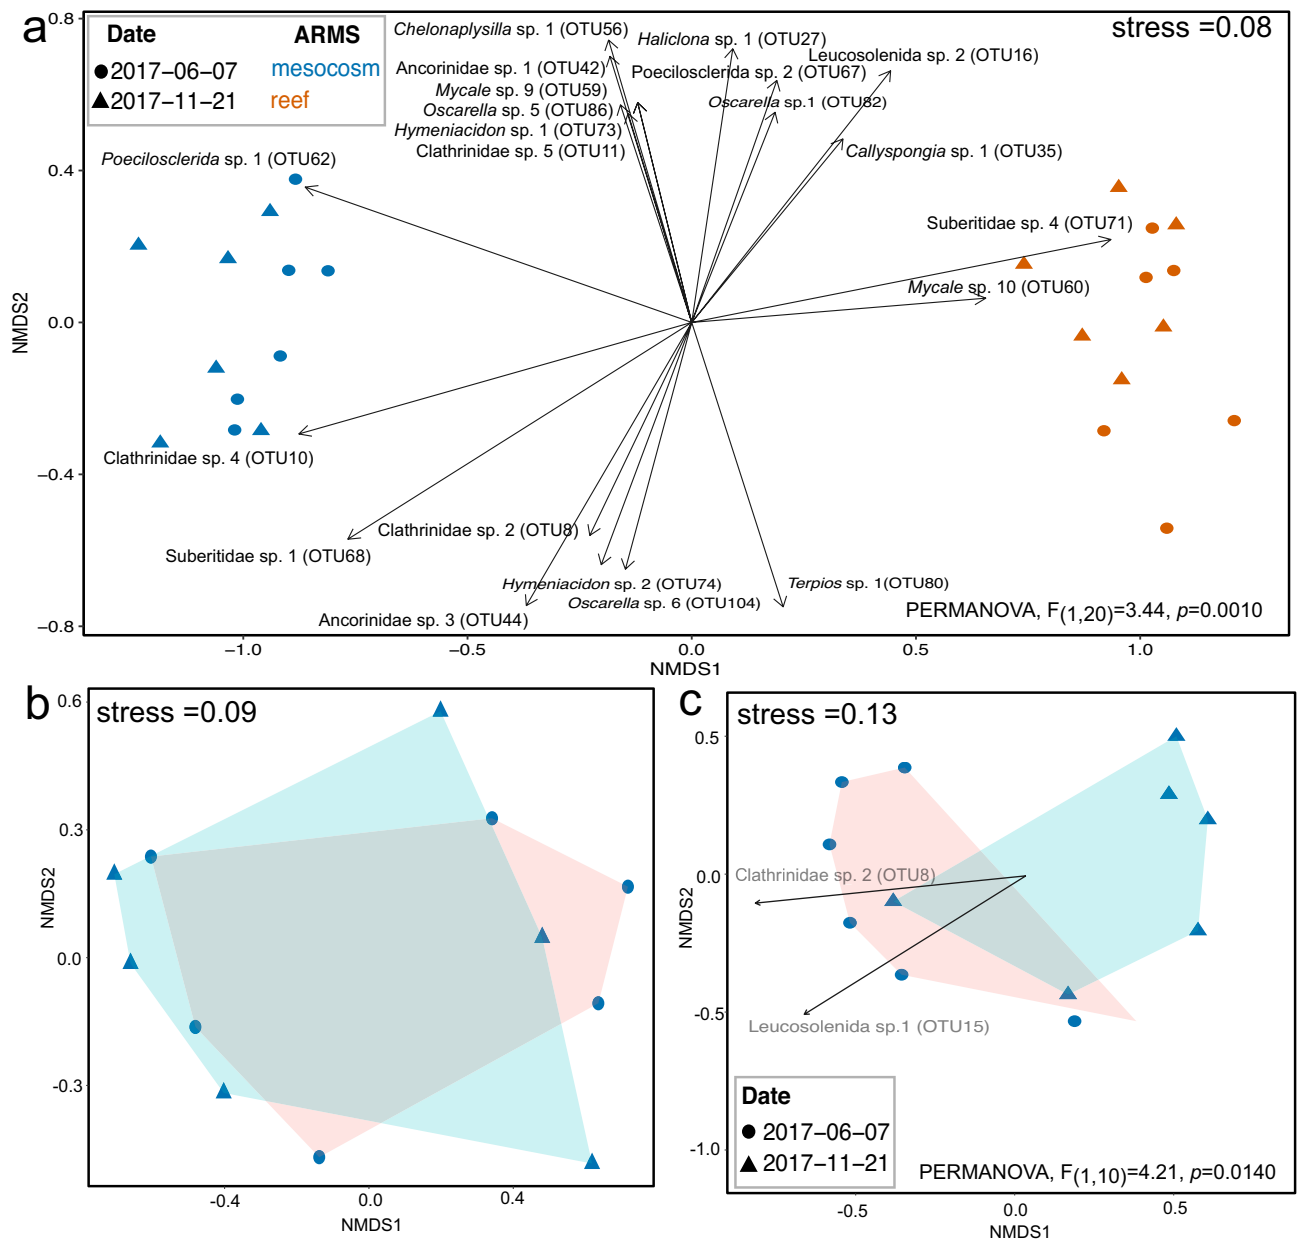 a
stress =0.08
Date ARMS
2017−06−07 mesocosm
2017−11−21 reef
Chelonaplysilla sp. 1 (OTU56)
Haliclona sp. 1 (OTU27)
Leucosolenida sp. 2 (OTU16)
Ancorinidae sp. 1 (OTU42)
Poecilosclerida sp. 2 (OTU67)
Mycale sp. 9 (OTU59)
Oscarella sp.1 (OTU82)
Oscarella sp. 5 (OTU86)
Hymeniacidon sp. 1 (OTU73)
Clathrinidae sp. 5 (OTU11)
Callyspongia sp. 1 (OTU35)
Poecilosclerida sp. 1 (OTU62)
Suberitidae sp. 4 (OTU71)
Mycale sp. 10 (OTU60)
Clathrinidae sp. 4 (OTU10)
Clathrinidae sp. 2 (OTU8)
Suberitidae sp. 1 (OTU68)
Hymeniacidon sp. 2 (OTU74)
Terpios sp. 1(OTU80)
Oscarella sp. 6 (OTU104)
Ancorinidae sp. 3 (OTU44)
PERMANOVA, F(1,20)=3.44, p=0.0010
0.8
0.4
0.0
−0.4
−0.8
NMDS2
−1.0 −0.5 0.0 0.5 1.0
NMDS1
b
stress =0.09
0.6
0.3
0.0
-0.3
NMDS2
-0.4 0.0 0.4
NMDS1
c
stress =0.13
0.5
0.0
-0.5
-1.0
NMDS2
Clathrinidae sp. 2 (OTU8)
Leucosolenida sp.1 (OTU15)
Date
2017−06−07
2017−11−21
PERMANOVA, F(1,10)=4.21, p=0.0140
-0.5 0.0 0.5
NMDS1